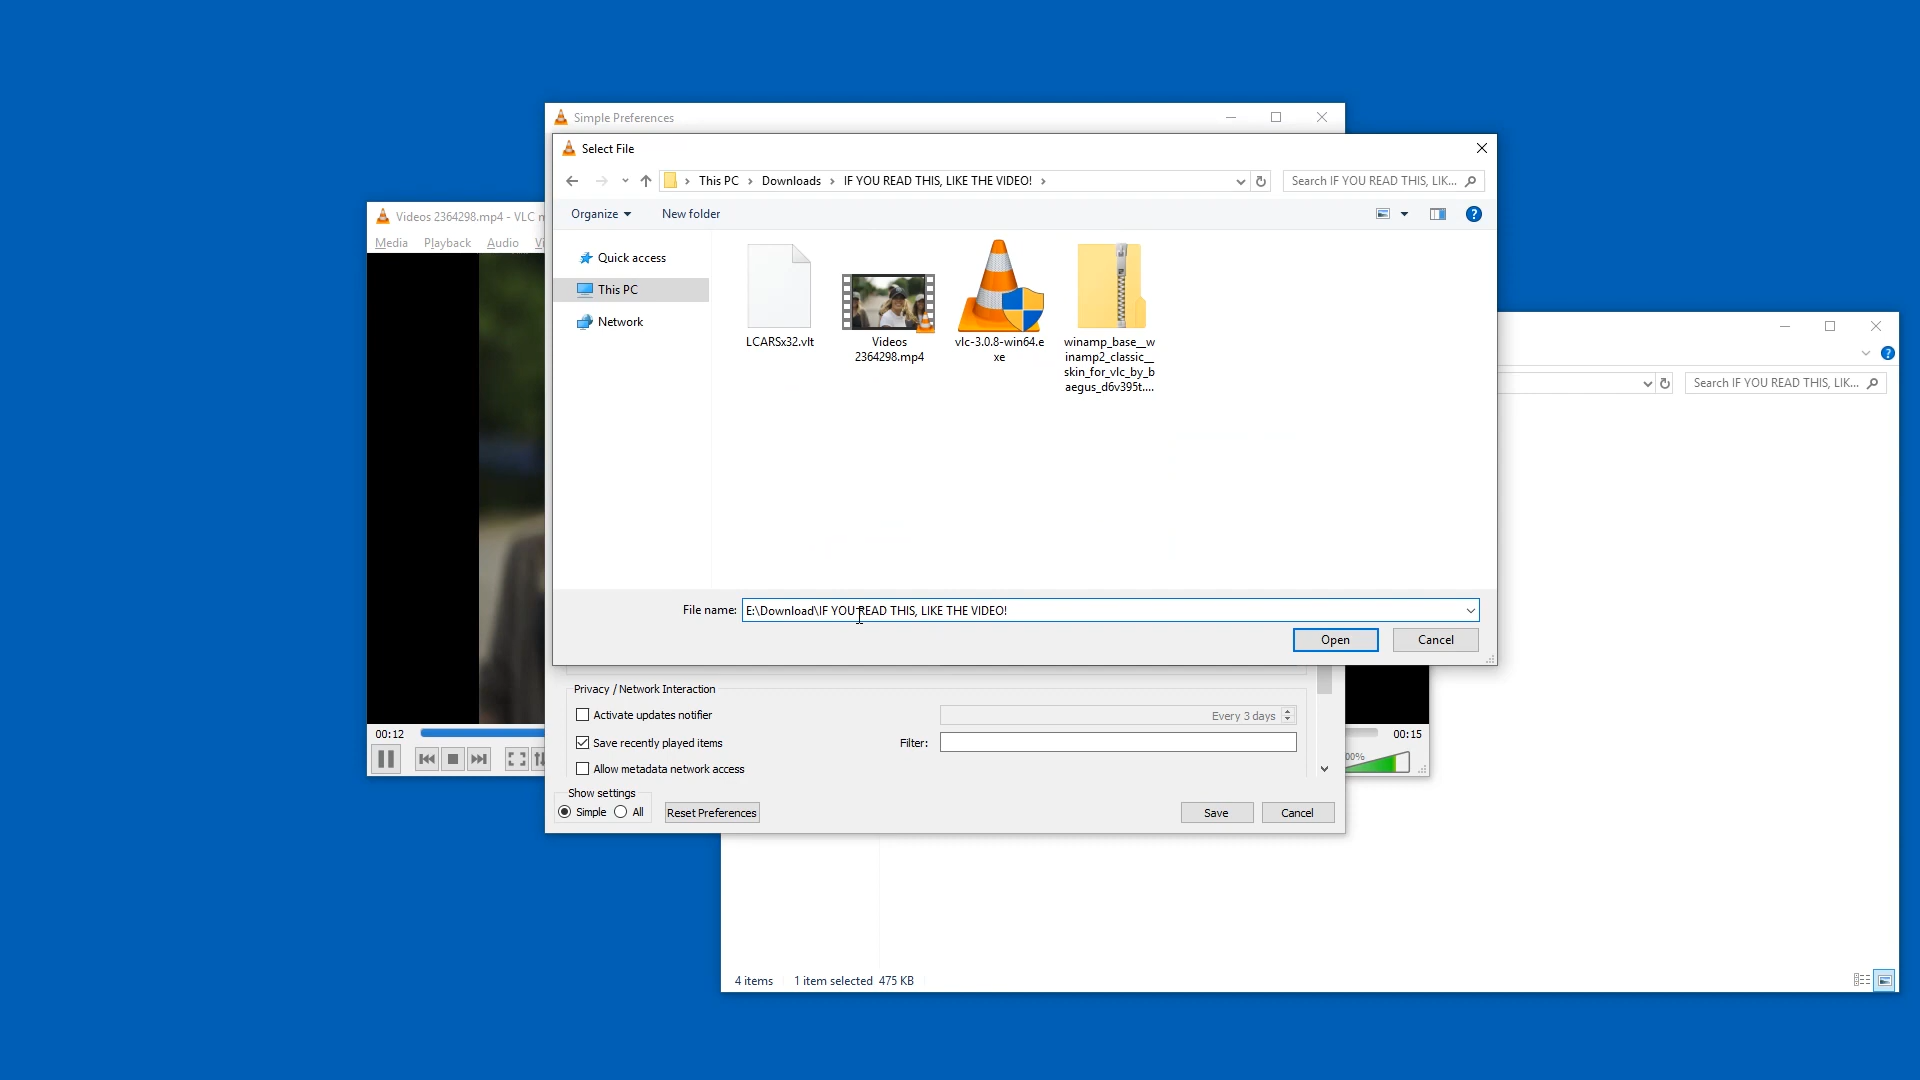 Simple Preferences
Select File
This PC
Downloads
IF YOU READ THIS, LIKE THE VIDEO!
Search IF YOU READ THIS, LIK...
Organize
New folder
Quick access
This PC
Network
LCARSx32.vlt
Videos
2364298.mp4
vlc-3.0.8-win64.e
xe
winamp_base__w
inamp2_classic__
skin_for_vlc_by_b
aegus_d6v395t....
File name:
E:\Download\IF YOU READ THIS, LIKE THE VIDEO!
Open
Cancel
Videos 2364298.mp4 - VLC
Media
Playback
Audio
Search IF YOU READ THIS, LIK...
Privacy / Network Interaction
Activate updates notifier
Every 3 days
Save recently played items
Filter:
Allow metadata network access
Show settings
Simple
All
Reset Preferences
Save
Cancel
00:12
00:15
4 items
1 item selected 475 KB